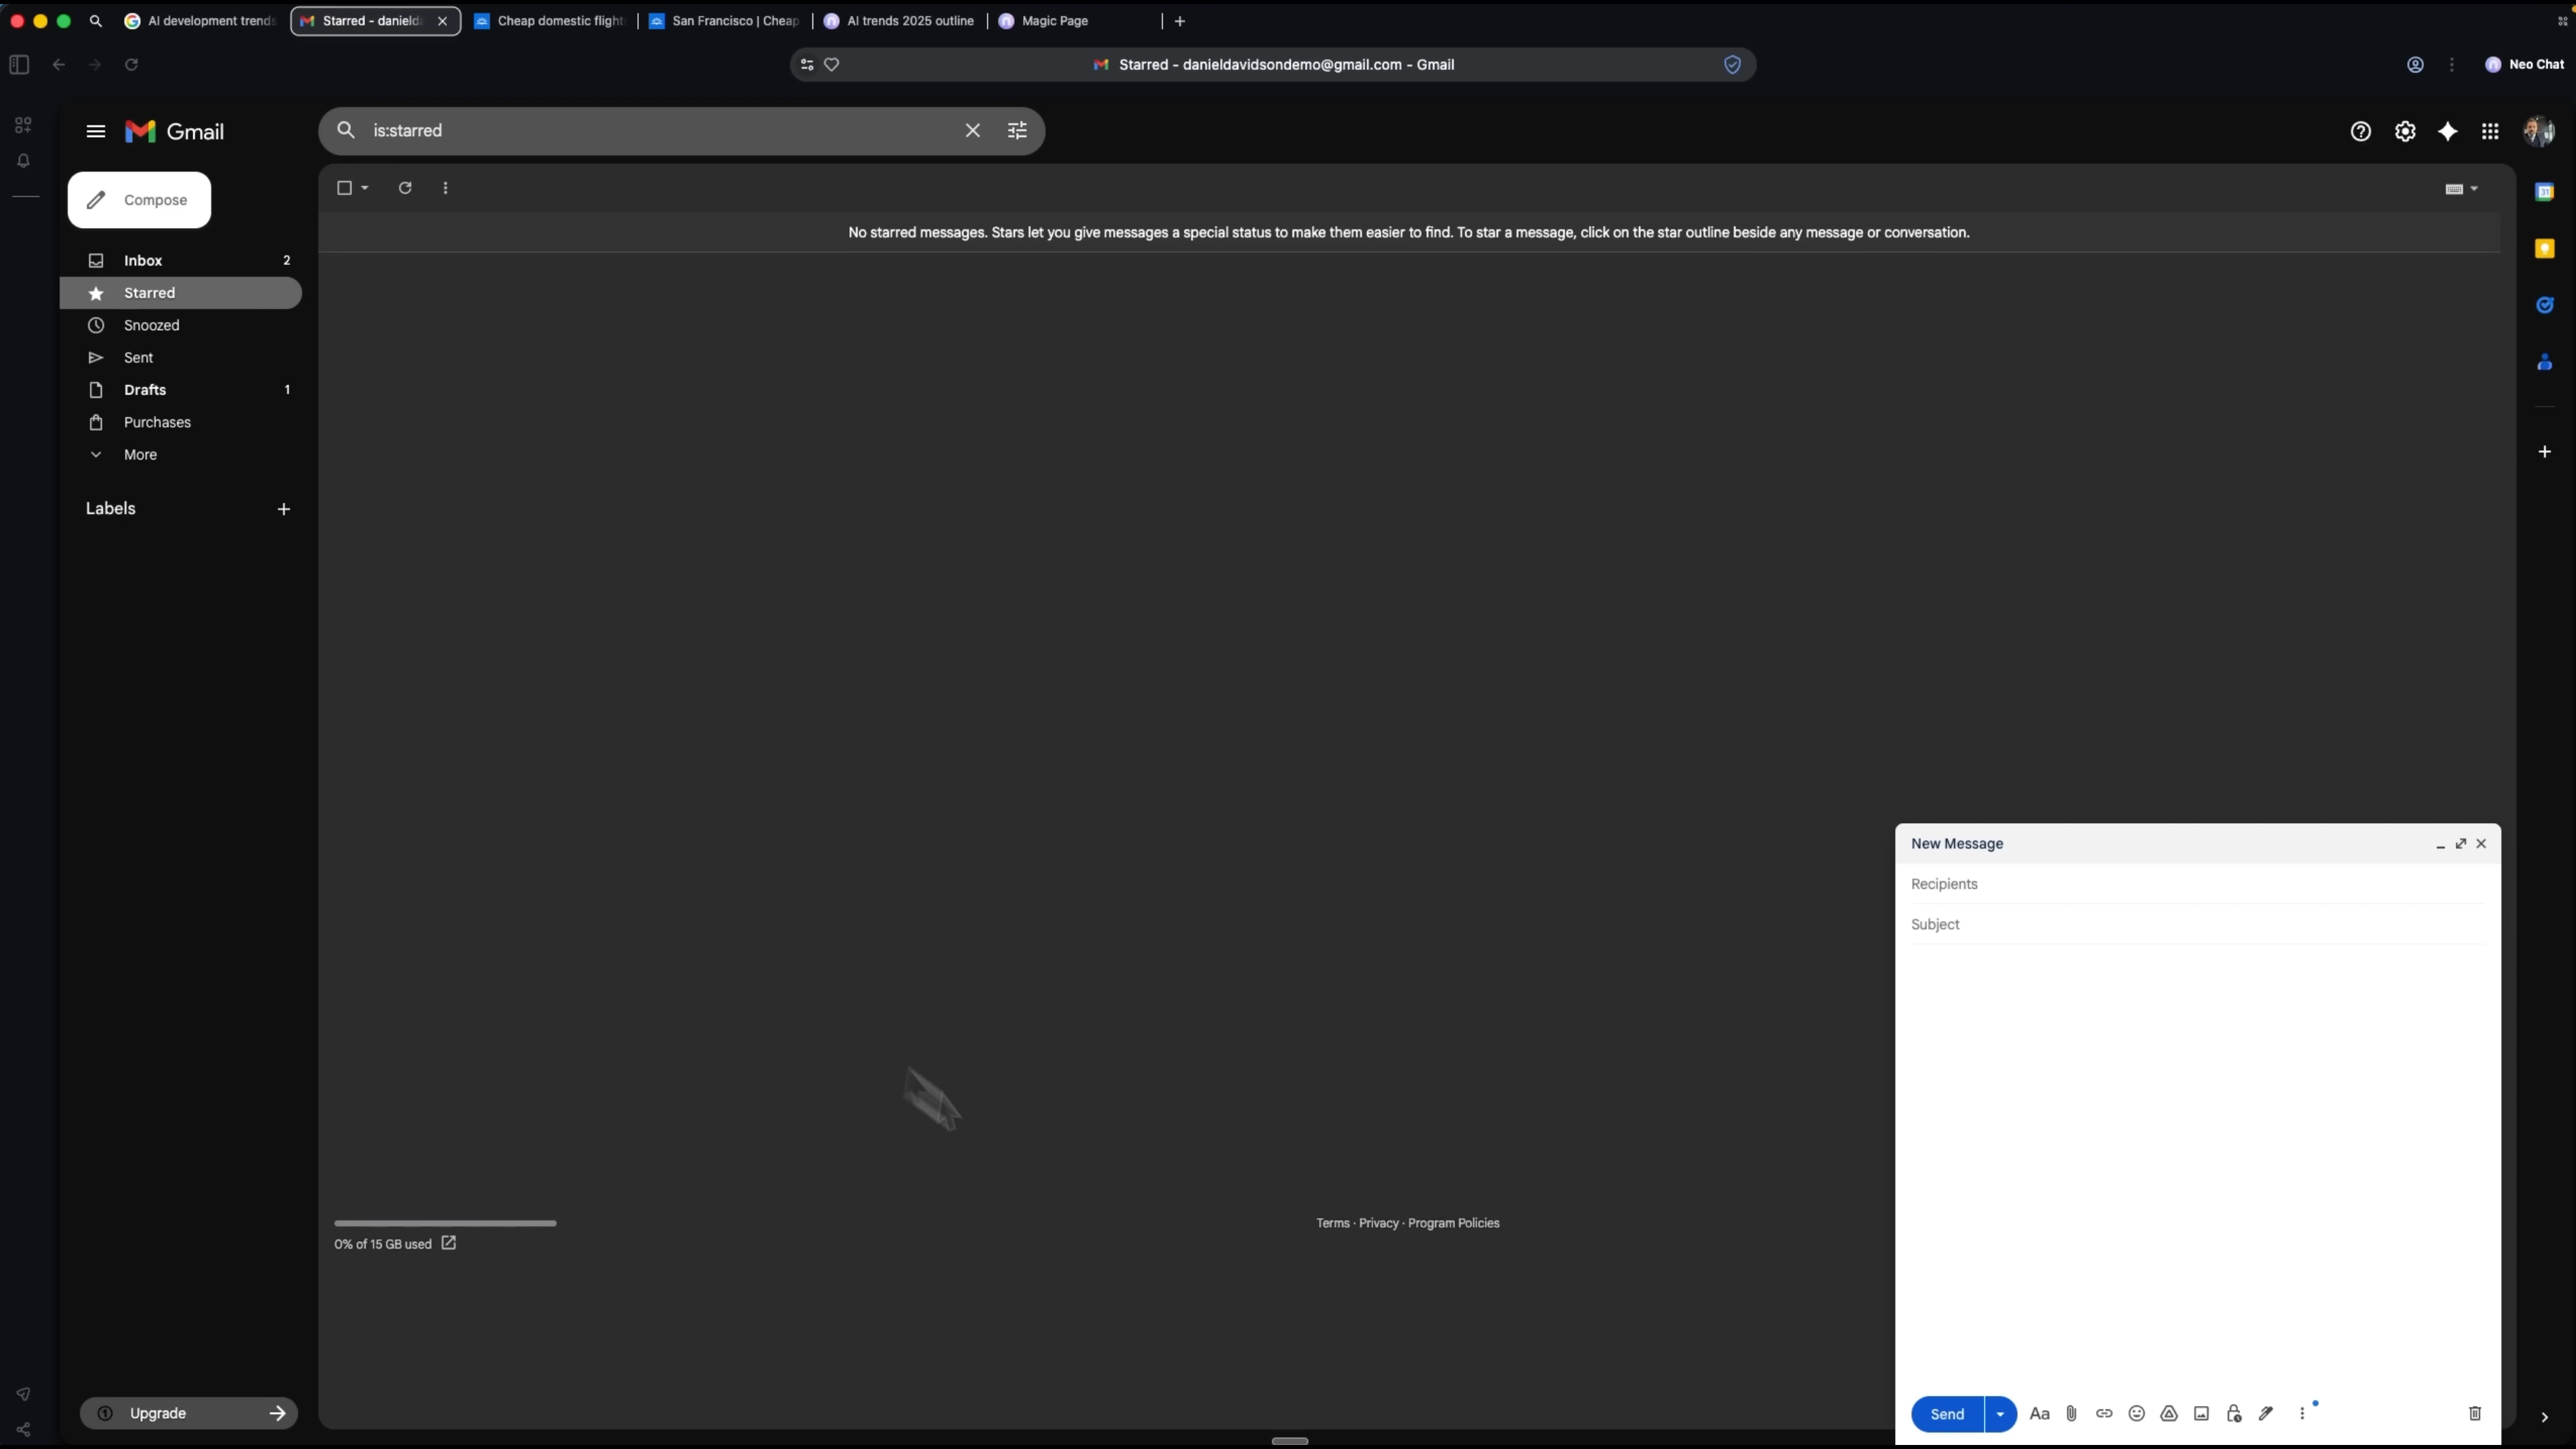 AI development trends
Starred - danielda
Cheap domestic flight
San Francisco | Cheap
AI trends 2025 outline
Magic Page
Starred - danieldavidsondemo@gmail.com - Gmail
Neo Chat
Gmail
is:starred
Compose
No starred messages. Stars let you give messages a special status to make them easier to find. To star a message, click on the star outline beside any message or conversation.
Inbox 2
Starred
Snoozed
Sent
Drafts 1
Purchases
More
Labels
New Message
Recipients
Subject
Terms · Privacy · Program Policies
0% of 15 GB used
Upgrade
Send
Aa